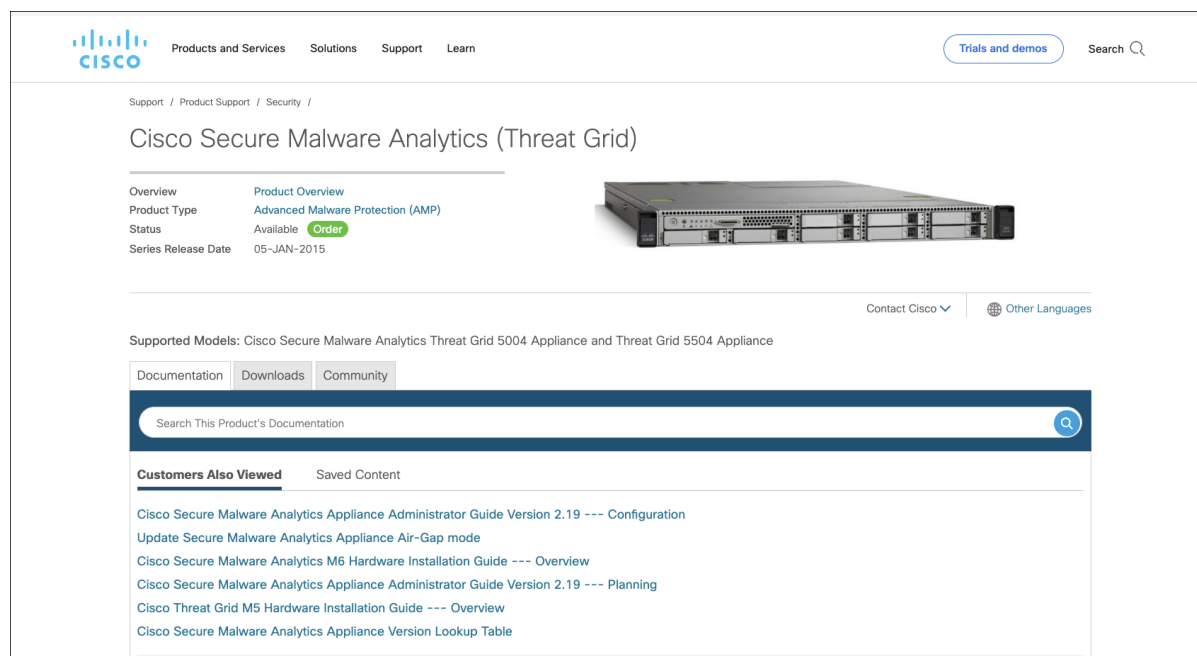 CISCO
Products and Services Solutions Support Learn
Trials and demos
Search
Support / Product Support / Security /
Cisco Secure Malware Analytics (Threat Grid)
Overview Product Overview
Product Type Advanced Malware Protection (AMP)
Status Available Order
Series Release Date 05-JAN-2015
Contact Cisco
Other Languages
Supported Models: Cisco Secure Malware Analytics Threat Grid 5004 Appliance and Threat Grid 5504 Appliance
Documentation Downloads Community
Search This Product's Documentation
Customers Also Viewed Saved Content
Cisco Secure Malware Analytics Appliance Administrator Guide Version 2.19 --- Configuration
Update Secure Malware Analytics Appliance Air-Gap mode
Cisco Secure Malware Analytics M6 Hardware Installation Guide --- Overview
Cisco Secure Malware Analytics Appliance Administrator Guide Version 2.19 --- Planning
Cisco Threat Grid M5 Hardware Installation Guide --- Overview
Cisco Secure Malware Analytics Appliance Version Lookup Table